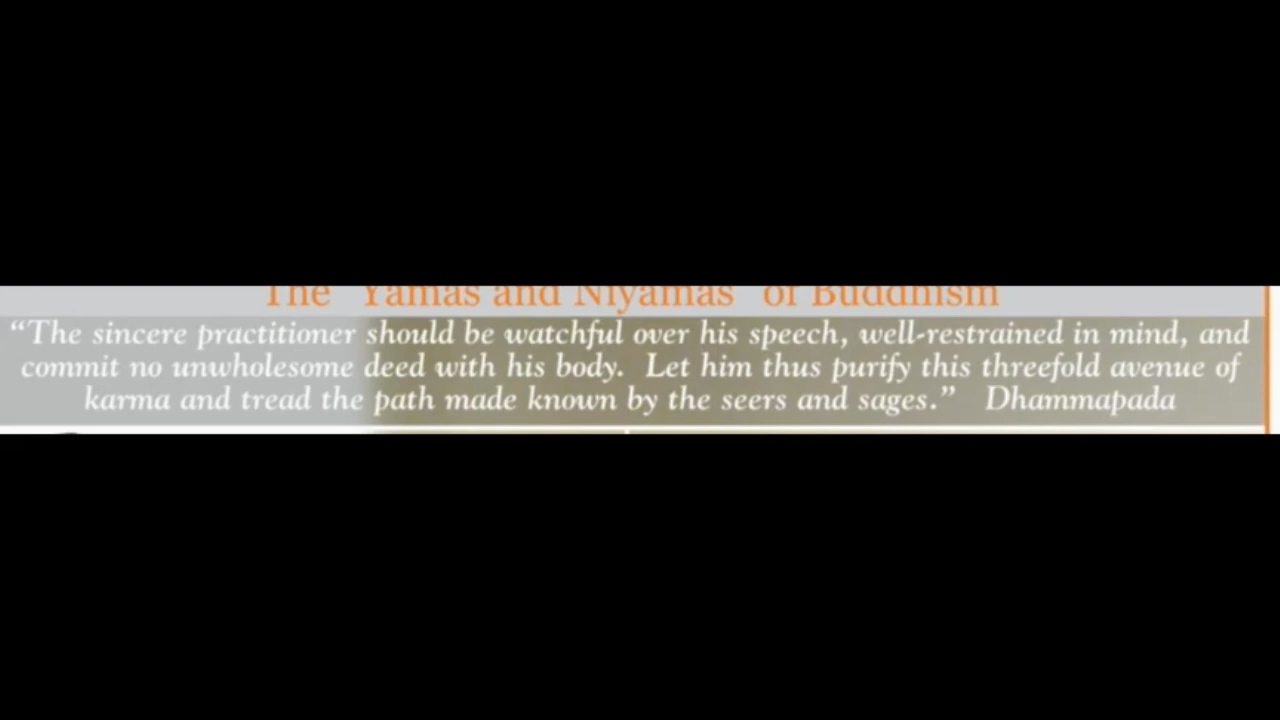 The "Yamas and Niyamas" of Buddhism
“The sincere practitioner should be watchful over his speech, well-restrained in mind, and
commit no unwholesome deed with his body.  Let him thus purify this threefold avenue of
karma and tread the path made known by the seers and sages.”   Dhammapada